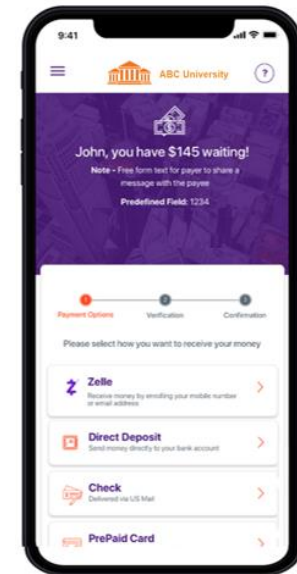 9:41
ABC University
?
John, you have $145 waiting!
Note - Free form text for payer to share a
message with the payee
Predefined Field: 1234
1
2
3
Payment Options
Verification
Confirmation
Please select how you want to receive your money
Zelle
Receive money by enrolling your mobile number
or email address
Direct Deposit
Send money directly to your bank account
Check
Delivered via US Mail
PrePaid Card